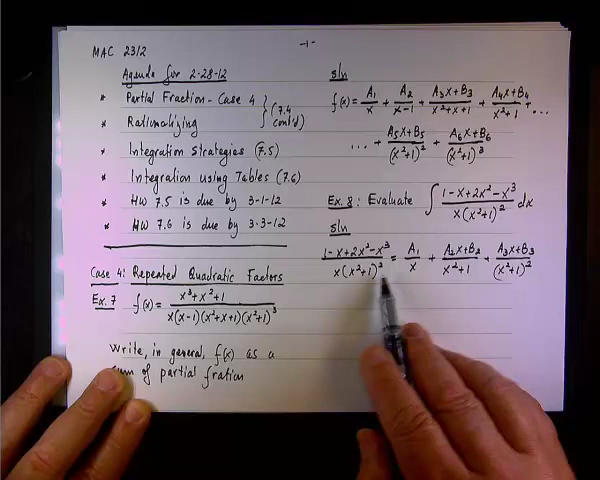 -1-
MAC 2312
Agenda for 2-28-12
* Partial Fraction - Case 4
* Rationalizing
(7.4 cont'd)
* Integration Strategies (7.5)
* Integration using Tables (7.6)
* HW 7.5 is due by 3-1-12
* HW 7.6 is due by 3-3-12
Case 4: Repeated Quadratic Factors
Ex. 7 f(x) = (x³+x²+1)/(x(x-1)(x²+x+1)(x²+1)³)
Write, in general, f(x) as a
sum of partial fration
sln
f(x) = A₁/x + A₂/(x-1) + (A₃x+B₃)/(x²+x+1) + (A₄x+B₄)/(x²+1) + ...
... + (A₅x+B₅)/(x²+1)² + (A₆x+B₆)/(x²+1)³
Ex. 8: Evaluate ∫ (1-x+2x²-x³)/(x(x²+1)²) dx
sln
(1-x+2x²-x³)/(x(x²+1)²) = A₁/x + (A₂x+B₂)/(x²+1) + (A₃x+B₃)/(x²+1)²